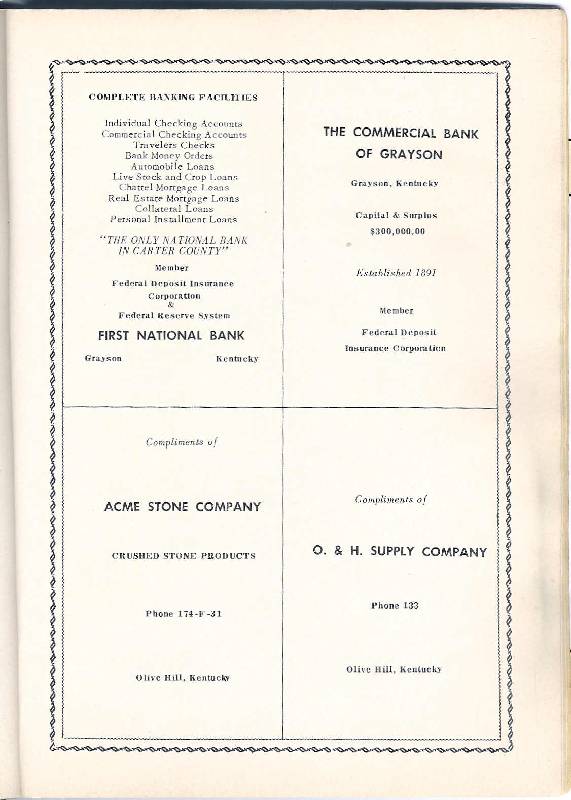 COMPLETE BANKING FACILITIES
Individual Checking Accounts
Commercial Checking Accounts
Travelers Checks
Bank Money Orders
Automobile Loans
Live Stock and Crop Loans
Chattel Mortgage Loans
Real Estate Mortgage Loans
Collateral Loans
Personal Installment Loans
"THE ONLY NATIONAL BANK
IN CARTER COUNTY"
Member
Federal Deposit Insurance
Corporation
&
Federal Reserve System
FIRST NATIONAL BANK
Grayson Kentucky
THE COMMERCIAL BANK
OF GRAYSON
Grayson, Kentucky
Capital & Surplus
$300,000,00
Established 1891
Member
Federal Deposit
Insurance Corporation
Compliments of
ACME STONE COMPANY
CRUSHED STONE PRODUCTS
Phone 174-F-31
Olive Hill, Kentucky
Compliments of
O. & H. SUPPLY COMPANY
Phone 133
Olive Hill, Kentucky